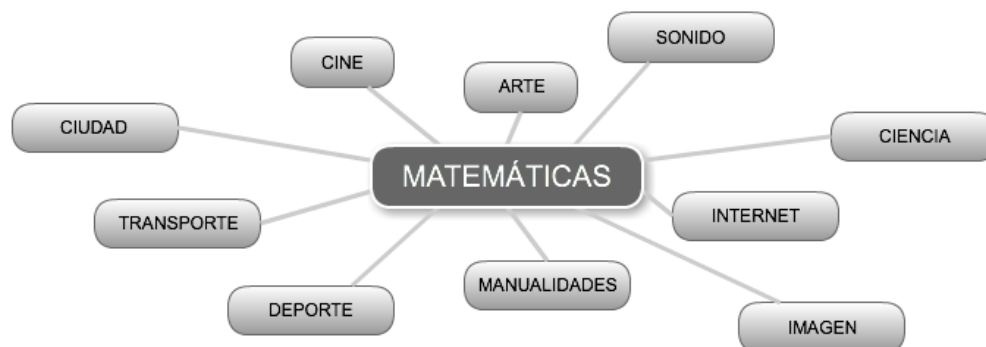 SONIDO
CINE
ARTE
CIUDAD
CIENCIA
MATEMÁTICAS
TRANSPORTE
INTERNET
MANUALIDADES
DEPORTE
IMAGEN